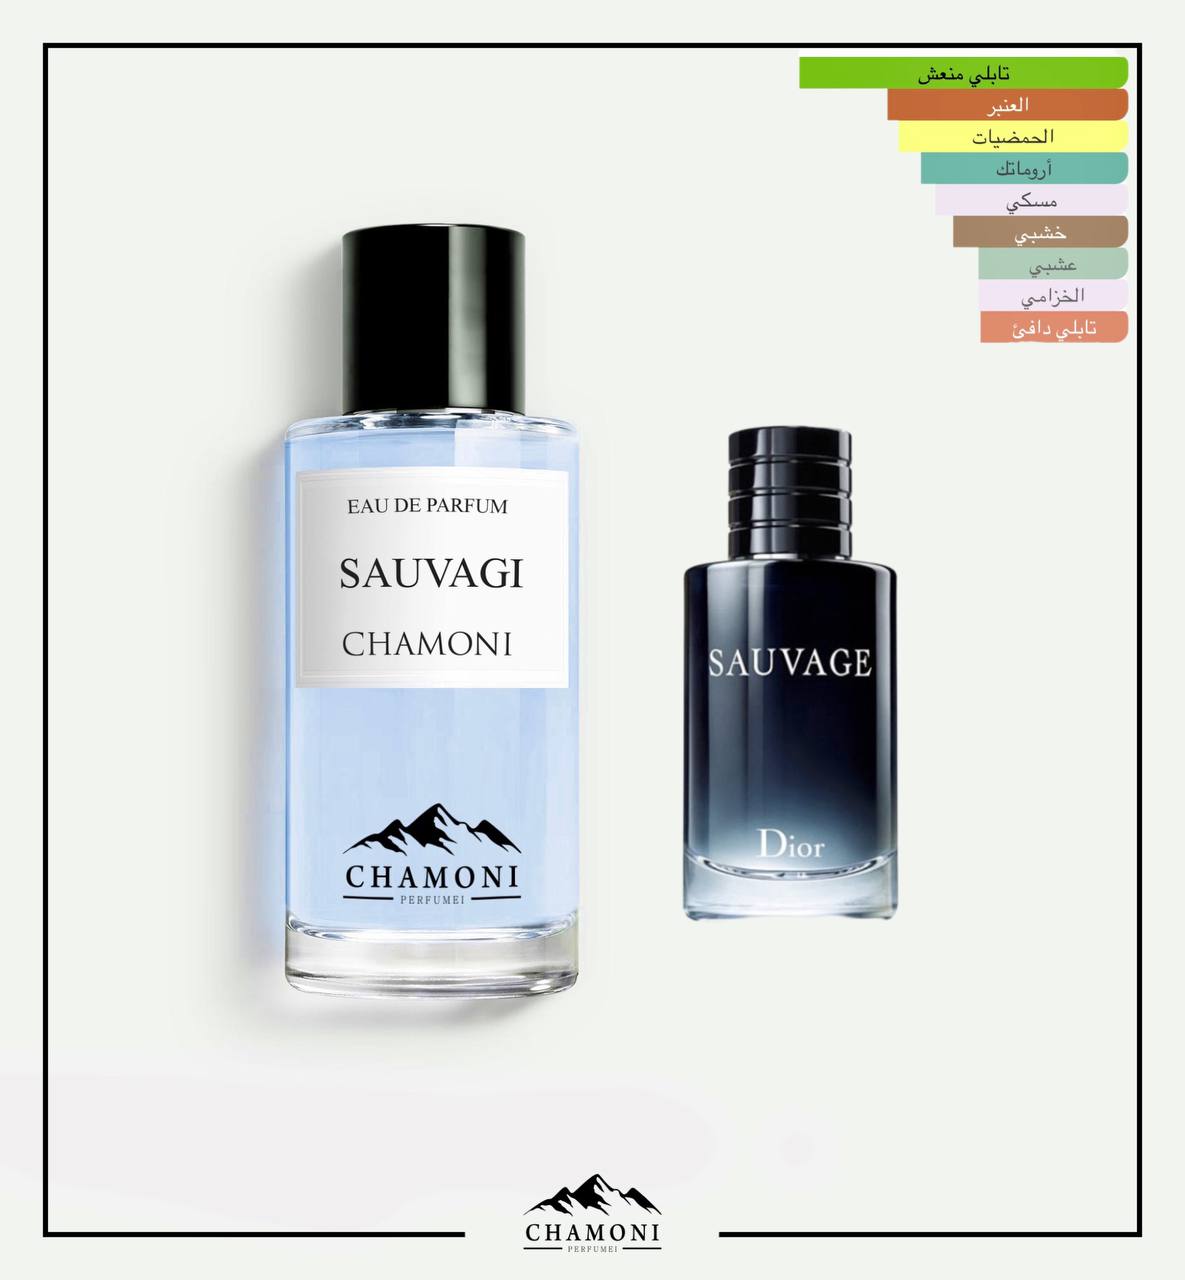 تابلي منعش
العنبر
الحمضيات
أروماتك
مسكي
خشبي
عشبي
الخزامي
تابلي دافئ
EAU DE PARFUM
SAUVAGI
CHAMONI
CHAMONI
PERFUMEI
SAUVAGE
Dior
CHAMONI
PERFUMEI